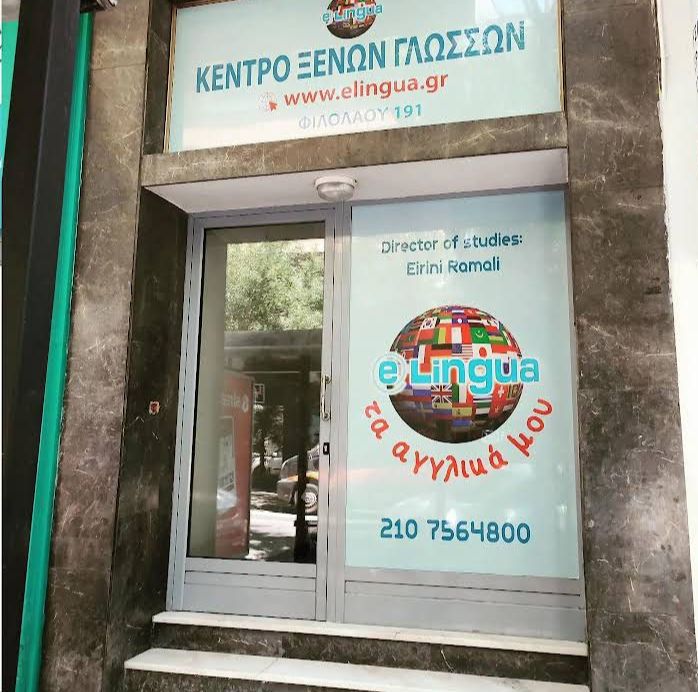 e Lingua
ΚΕΝΤΡΟ ΞΕΝΩΝ ΓΛΩΣΣΩΝ
www.elingua.gr
ΦΙΛΟΛΑΟΥ 191
Director of studies:
Eirini Ramali
e Lingua
τα αγγλικά μου
210 7564800